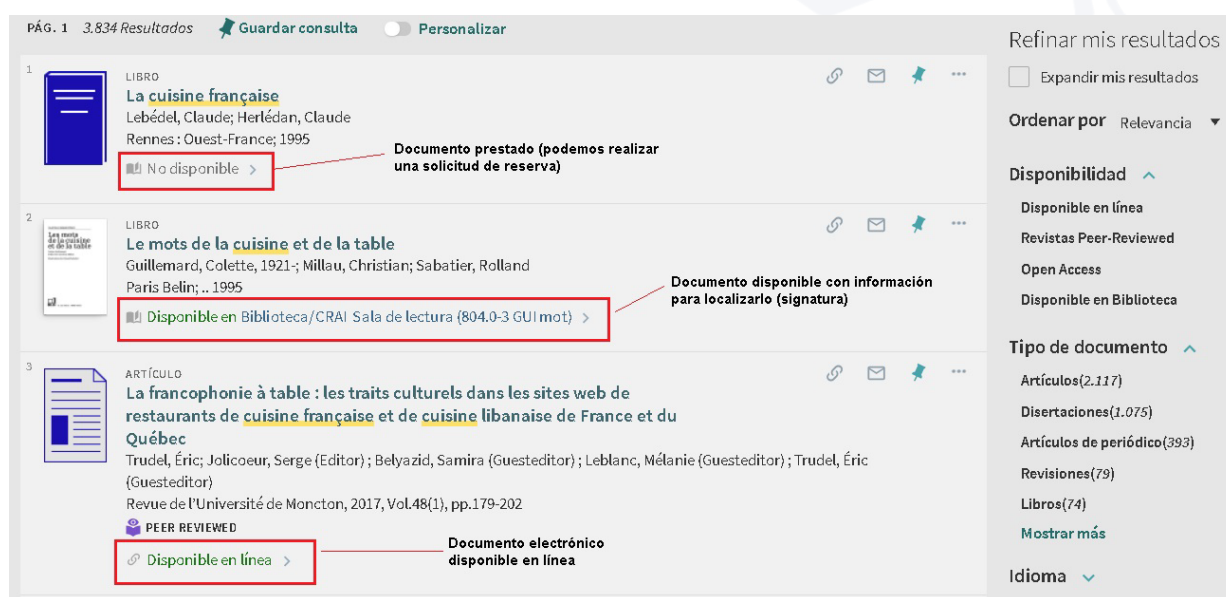 PÁG. 1 3.834 Resultados Guardar consulta Personalizar
1
LIBRO
La cuisine française
Lebédel, Claude; Herlédan, Claude
Rennes : Ouest-France; 1995
No disponible >
Documento prestado (podemos realizar
una solicitud de reserva)
2
Les mots
de la cuisine
et de la table
LIBRO
Le mots de la cuisine et de la table
Guillemard, Colette, 1921-; Millau, Christian; Sabatier, Rolland
Paris Belin; .. 1995
Disponible en Biblioteca/CRAI Sala de lectura (804.0-3 GUI mot) >
Documento disponible con información
para localizarlo (signatura)
3
ARTÍCULO
La francophonie à table : les traits culturels dans les sites web de
restaurants de cuisine française et de cuisine libanaise de France et du
Québec
Trudel, Éric; Jolicoeur, Serge (Editor) ; Belyazid, Samira (Guesteditor) ; Leblanc, Mélanie (Guesteditor) ; Trudel, Éric
(Guesteditor)
Revue de l'Université de Moncton, 2017, Vol.48(1), pp.179-202
PEER REVIEWED
Disponible en línea >
Documento electrónico
disponible en línea
Refinar mis resultados
Expandir mis resultados
Ordenar por Relevancia
Disponibilidad
Disponible en línea
Revistas Peer-Reviewed
Open Access
Disponible en Biblioteca
Tipo de documento
Artículos(2.117)
Disertaciones(1.075)
Artículos de periódico(393)
Revisiones(79)
Libros(74)
Mostrar más
Idioma